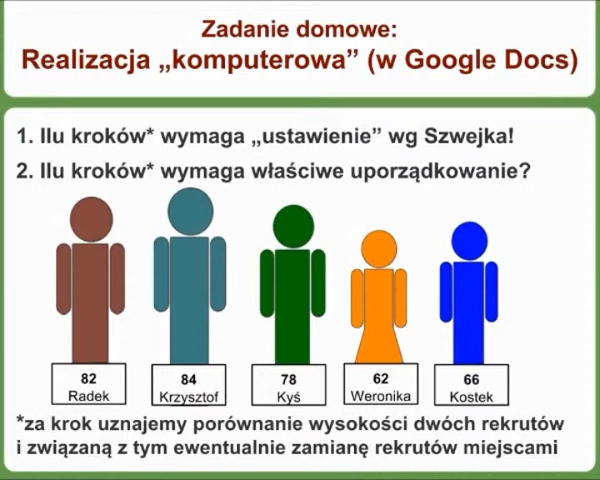 Zadanie domowe:
Realizacja „komputerowa” (w Google Docs)
1. Ilu kroków* wymaga „ustawienie” wg Szwejka!
2. Ilu kroków* wymaga właściwe uporządkowanie?
82 84 78 62 66
Radek Krzysztof Kyś Weronika Kostek
*za krok uznajemy porównanie wysokości dwóch rekrutów
i związaną z tym ewentualnie zamianę rekrutów miejscami